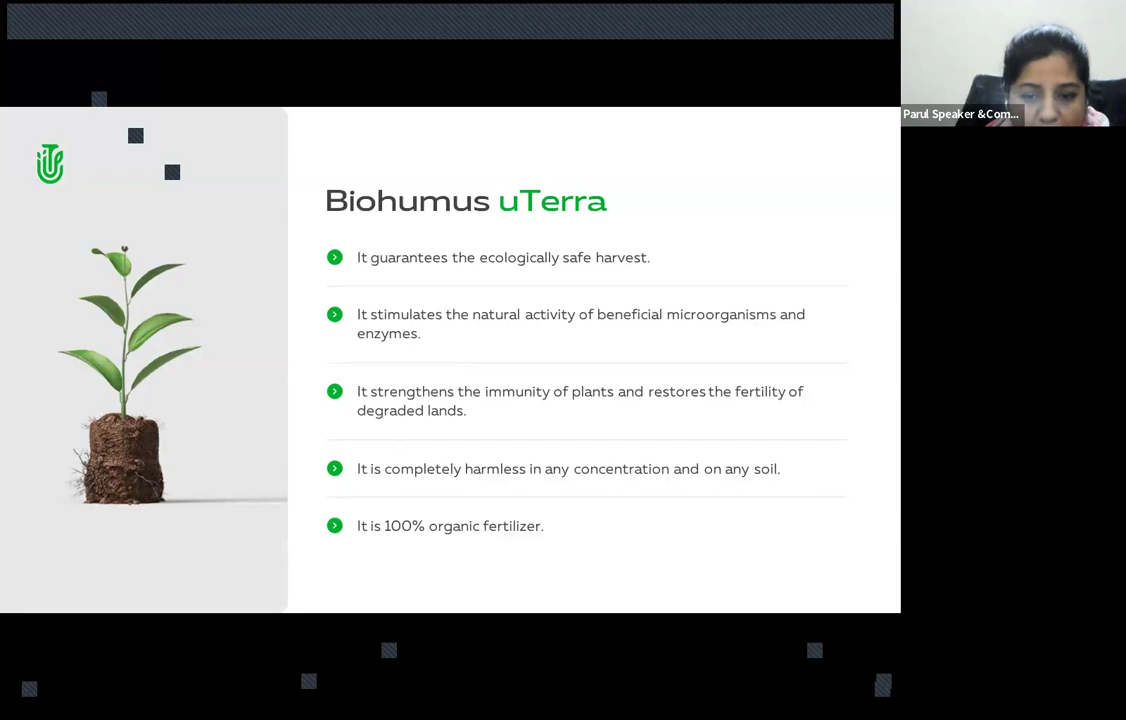 Parul Speaker &Com...
Biohumus uTerra
It guarantees the ecologically safe harvest.
It stimulates the natural activity of beneficial microorganisms and
enzymes.
It strengthens the immunity of plants and restores the fertility of
degraded lands.
It is completely harmless in any concentration and on any soil.
It is 100% organic fertilizer.